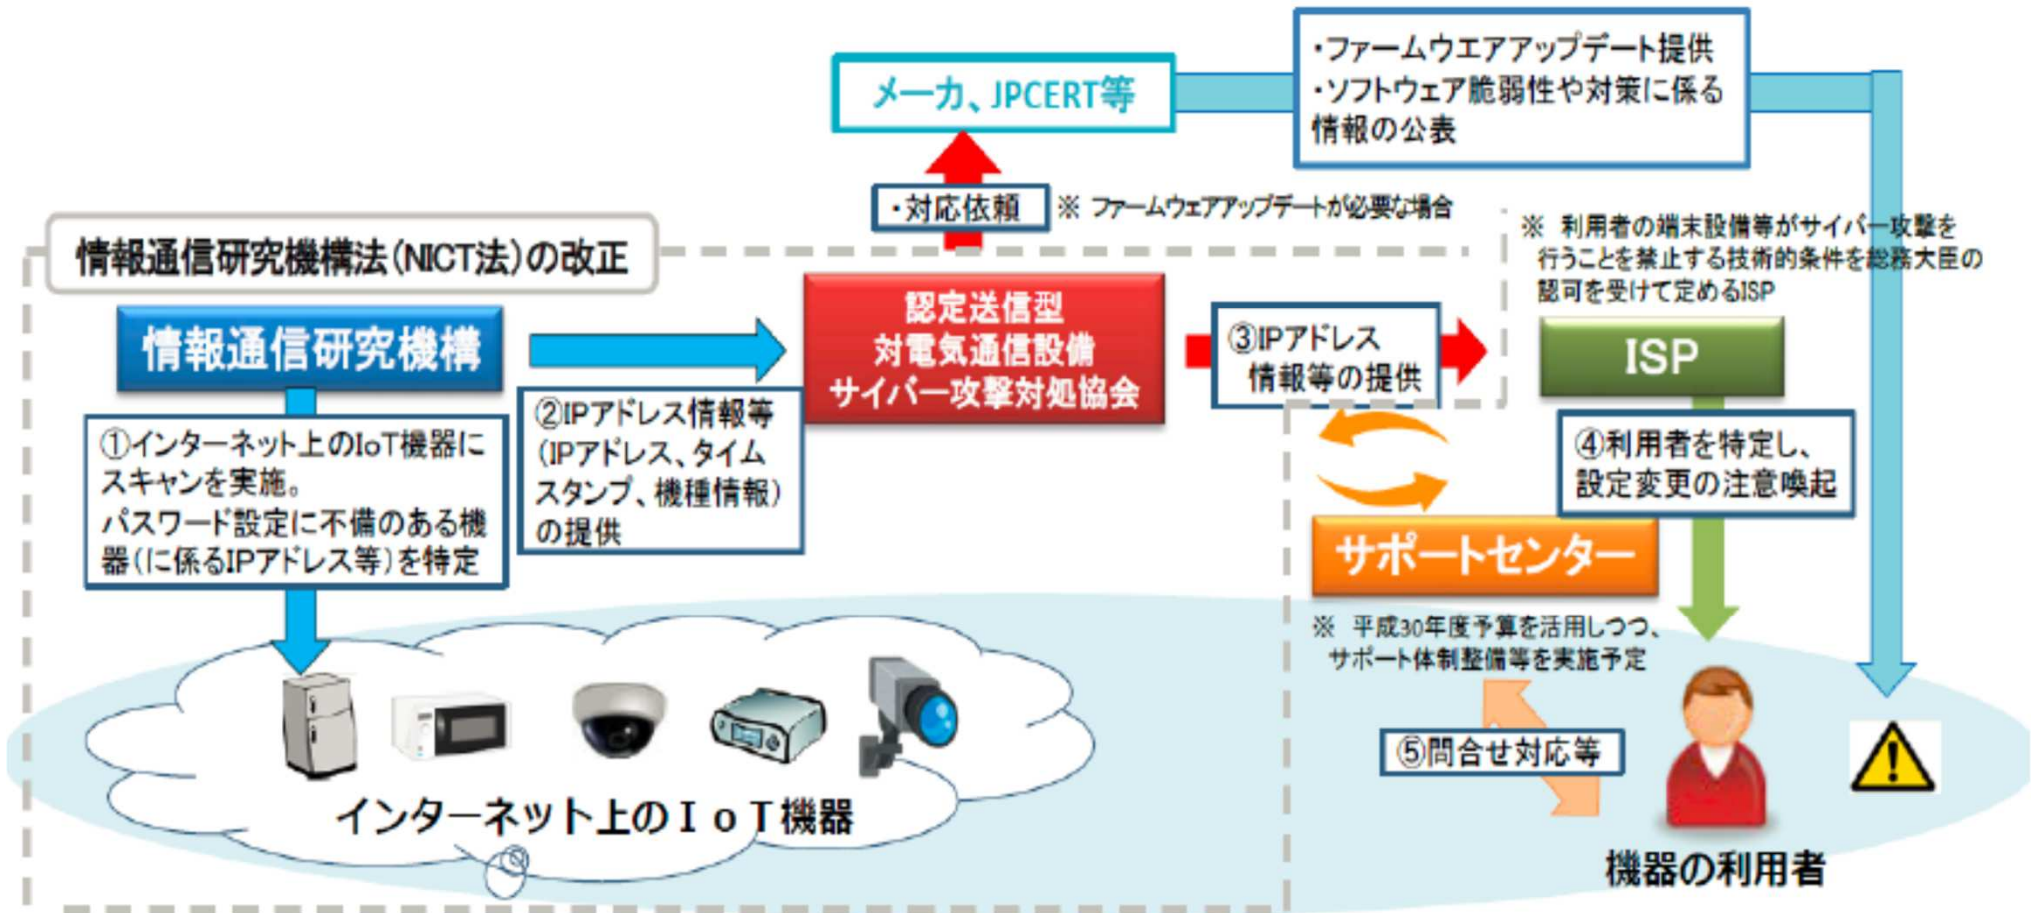 ・ファームウエアアップデート提供
・ソフトウェア脆弱性や対策に係る
情報の公表
メーカ、JPCERT等
・対応依頼
※ ファームウェアアップデートが必要な場合
情報通信研究機構法(NICT法)の改正
※ 利用者の端末設備等がサイバー攻撃を
行うことを禁止する技術的条件を総務大臣の
認可を受けて定めるISP
情報通信研究機構
認定送信型
対電気通信設備
サイバー攻撃対処協会
③IPアドレス
情報等の提供
ISP
①インターネット上のIoT機器に
スキャンを実施。
パスワード設定に不備のある機
器(に係るIPアドレス等)を特定
②IPアドレス情報等
(IPアドレス、タイム
スタンプ、機種情報)
の提供
④利用者を特定し、
設定変更の注意喚起
サポートセンター
※ 平成30年度予算を活用しつつ、
サポート体制整備等を実施予定
⑤問合せ対応等
インターネット上のIoT機器
機器の利用者